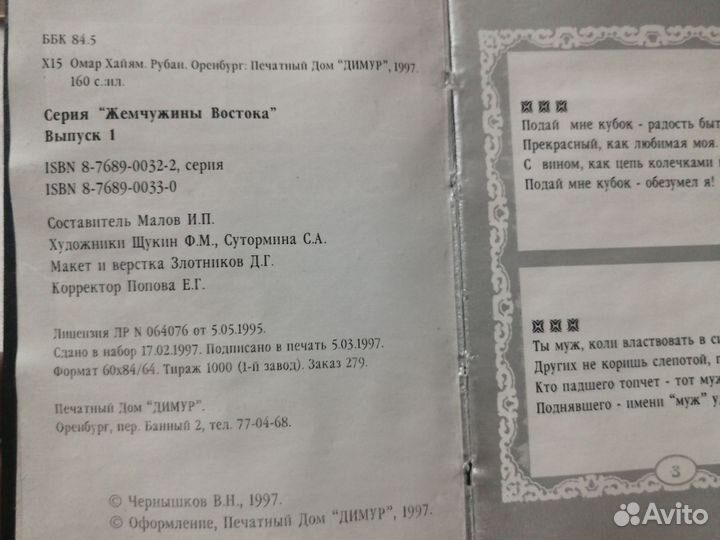 ББК 84.5
Х15 Омар Хайям. Рубаи. Оренбург: Печатный Дом "ДИМУР", 1997.
160 с.:ил.
Серия "Жемчужины Востока"
Выпуск 1
ISBN 8-7689-0032-2, серия
ISBN 8-7689-0033-0
Составитель Малов И.П.
Художники Щукин Ф.М., Сутормина С.А.
Макет и верстка Злотников Д.Г.
Корректор Попова Е.Г.
Лицензия ЛР N 064076 от 5.05.1995.
Сдано в набор 17.02.1997. Подписано в печать 5.03.1997.
Формат 60х84/64. Тираж 1000 (1-й завод). Заказ 279.
Печатный Дом "ДИМУР".
Оренбург, пер. Банный 2, тел. 77-04-68.
© Чернышков В.Н., 1997.
© Оформление, Печатный Дом "ДИМУР", 1997.
Подай мне кубок - радость быт
Прекрасный, как любимая моя.
С вином, как цепь колечками
Подай мне кубок - обезумел я!
Ты муж, коли властвовать в си
Других не коришь слепотой,
Кто падшего топчет - тот муж
Поднявшего - имени "муж" у
3
Avito